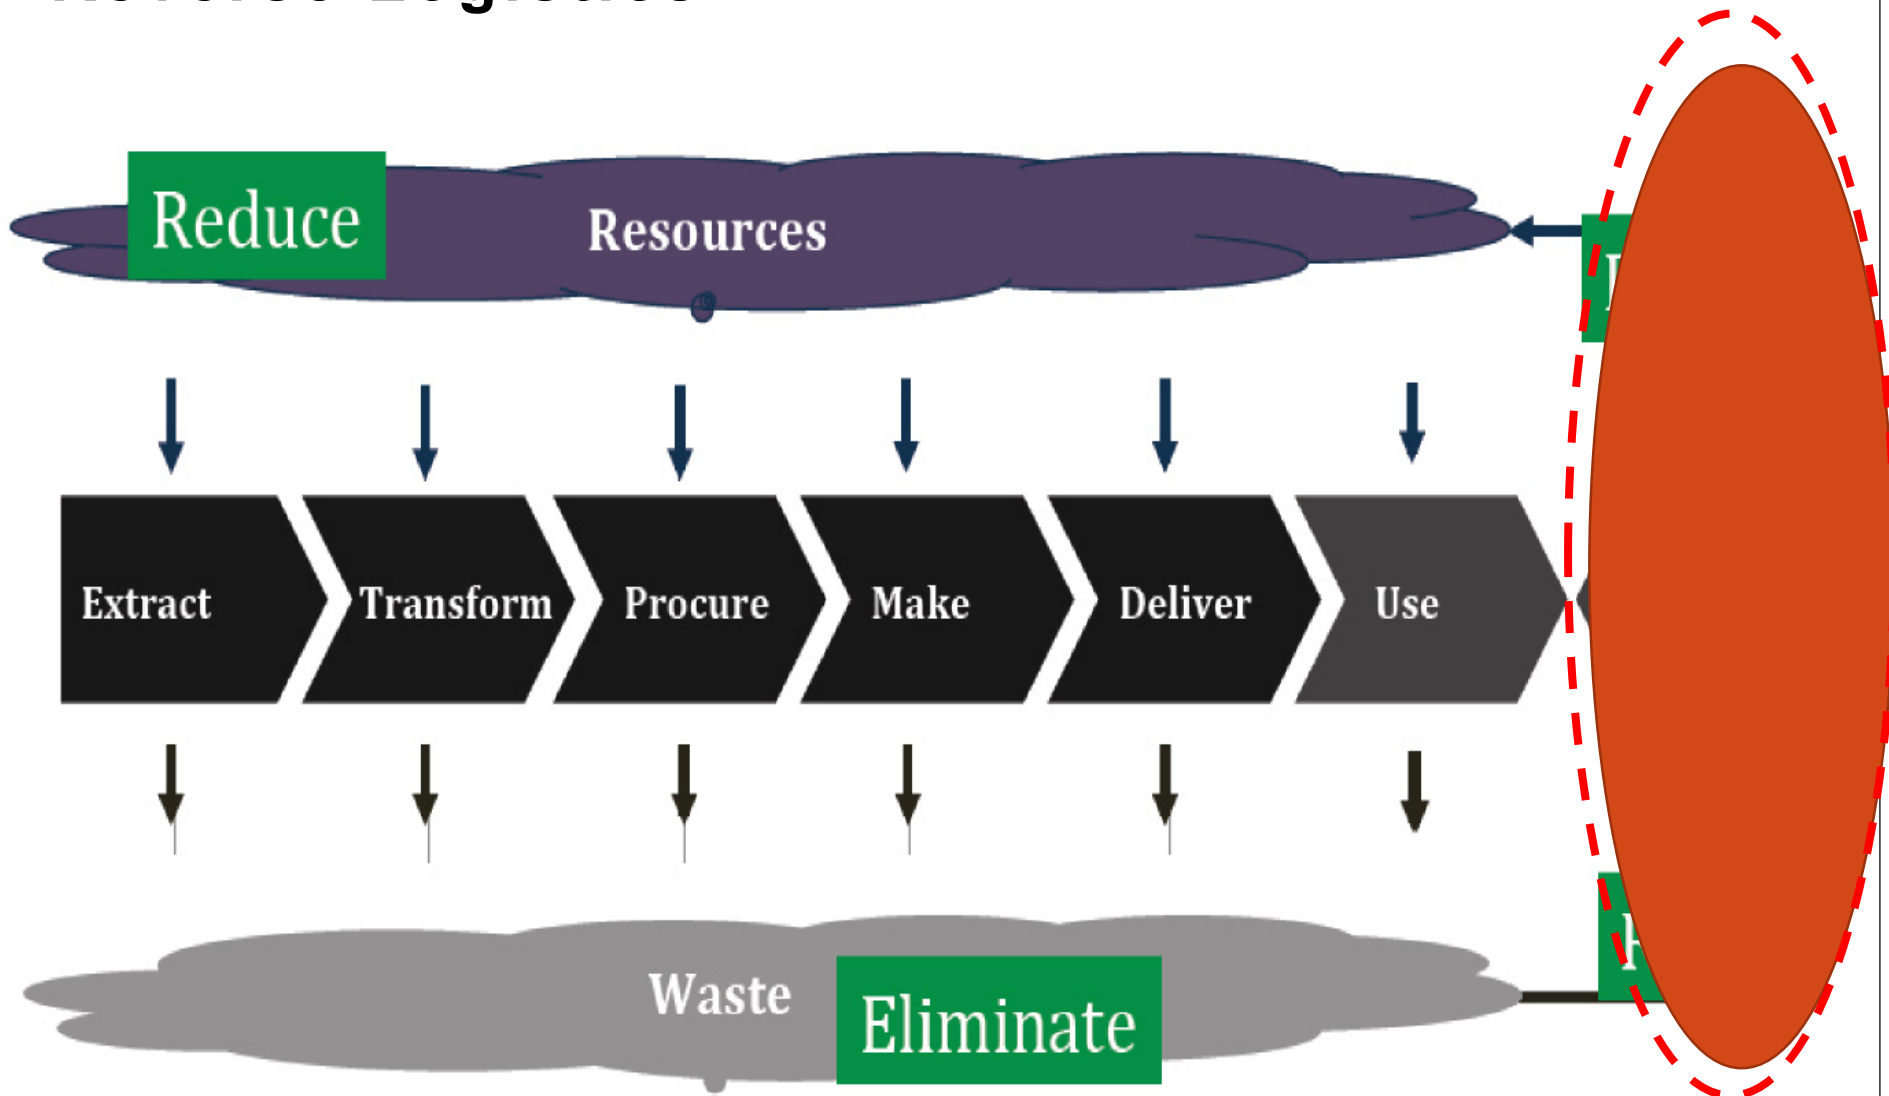 Reduce
Resources
Extract
Transform
Procure
Make
Deliver
Use
Waste
Eliminate